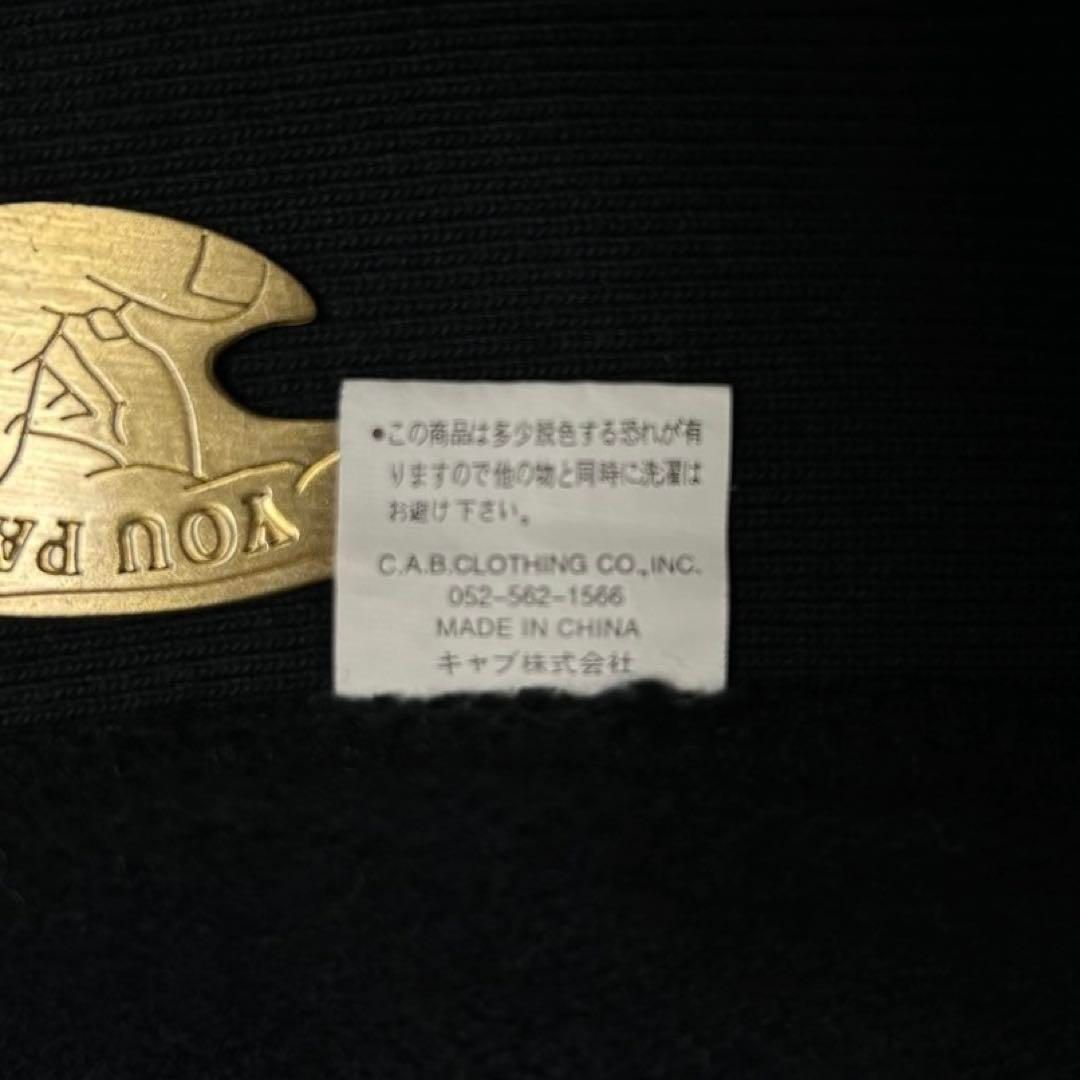 ●この商品は多少脱色する恐れが有
りますので他の物と同時に洗濯は
お避け下さい。
C.A.B.CLOTHING CO.,INC.
052-562-1566
MADE IN CHINA
キャブ株式会社
YOU PA